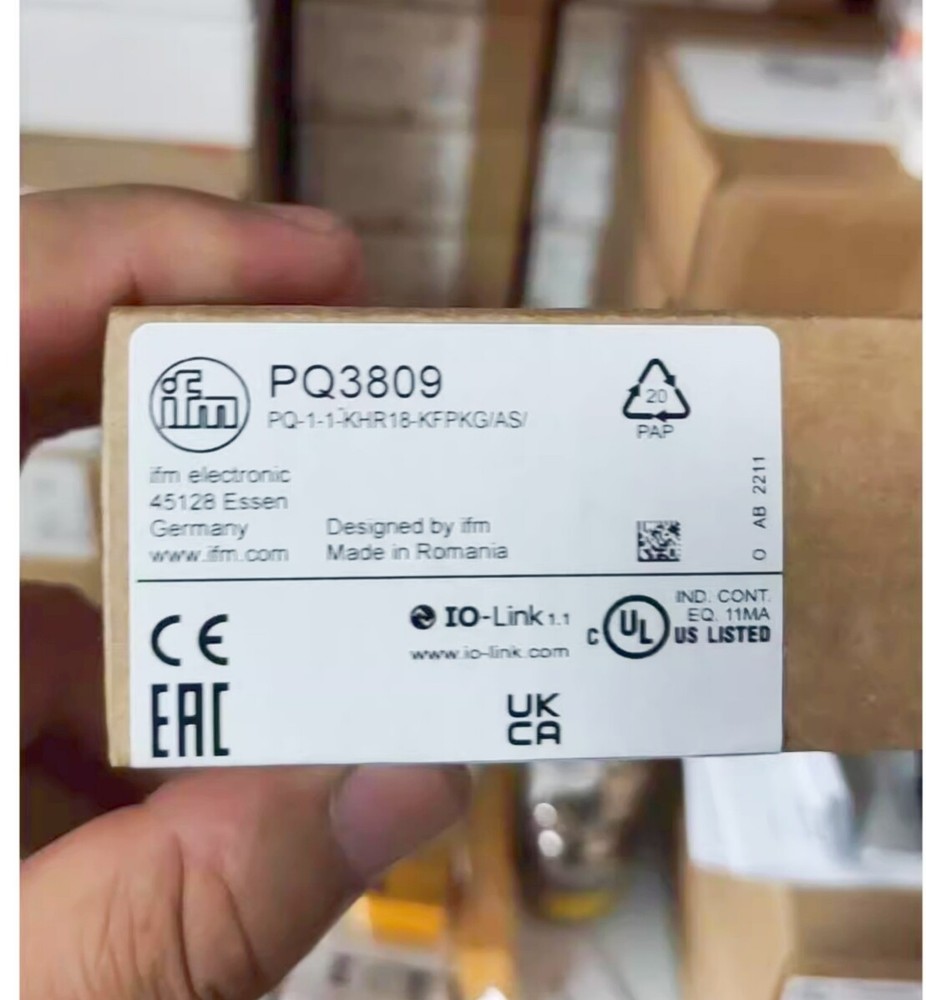 ifm
PQ3809
PQ-1-1-KHR18-KFPKG/AS/
20
PAP
ifm electronic
45128 Essen
Germany
www.ifm.com
Designed by ifm
Made in Romania
O AB 2211
CE
EAC
IO-Link 1.1
www.io-link.com
C UL US LISTED
IND. CONT.
EQ. 11MA
UK
CA